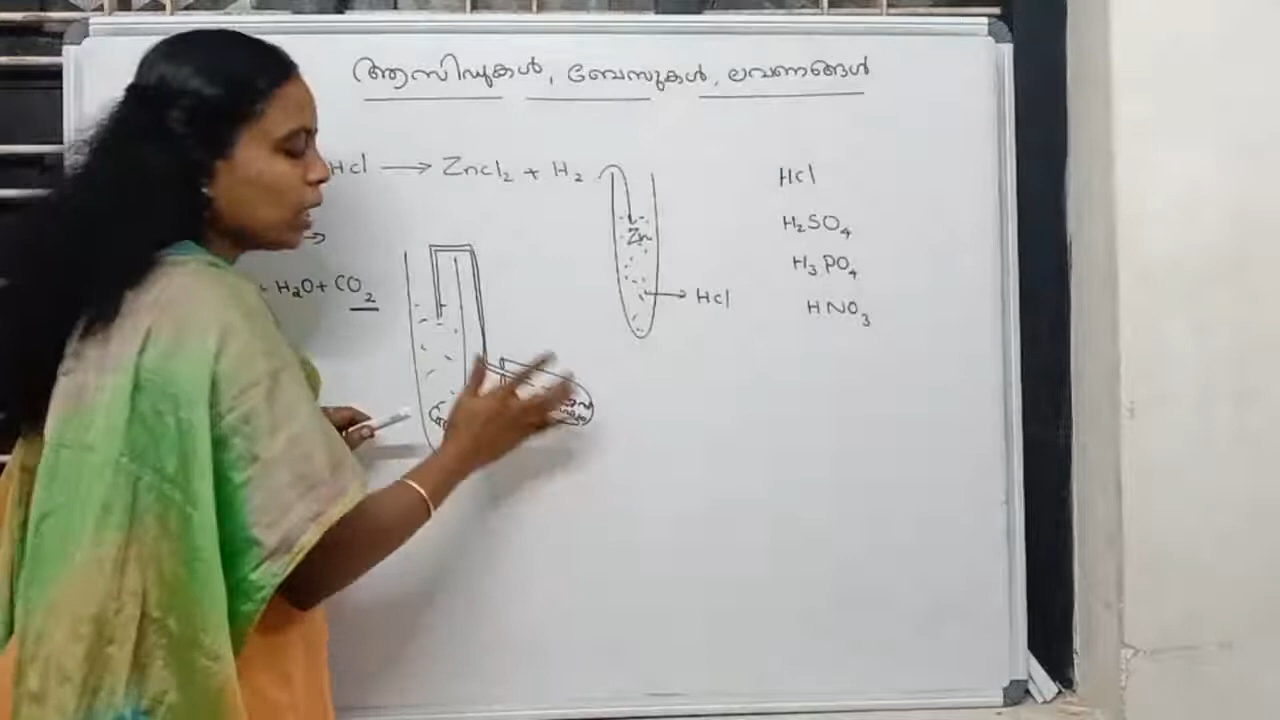 ആസിഡുകൾ, ബേസുകൾ, ലവണങ്ങൾ
Hcl → Zncl₂ + H₂
→
+ H₂O + CO₂
Zn
Hcl
Hcl
H₂SO₄
H₃PO₄
HNO₃